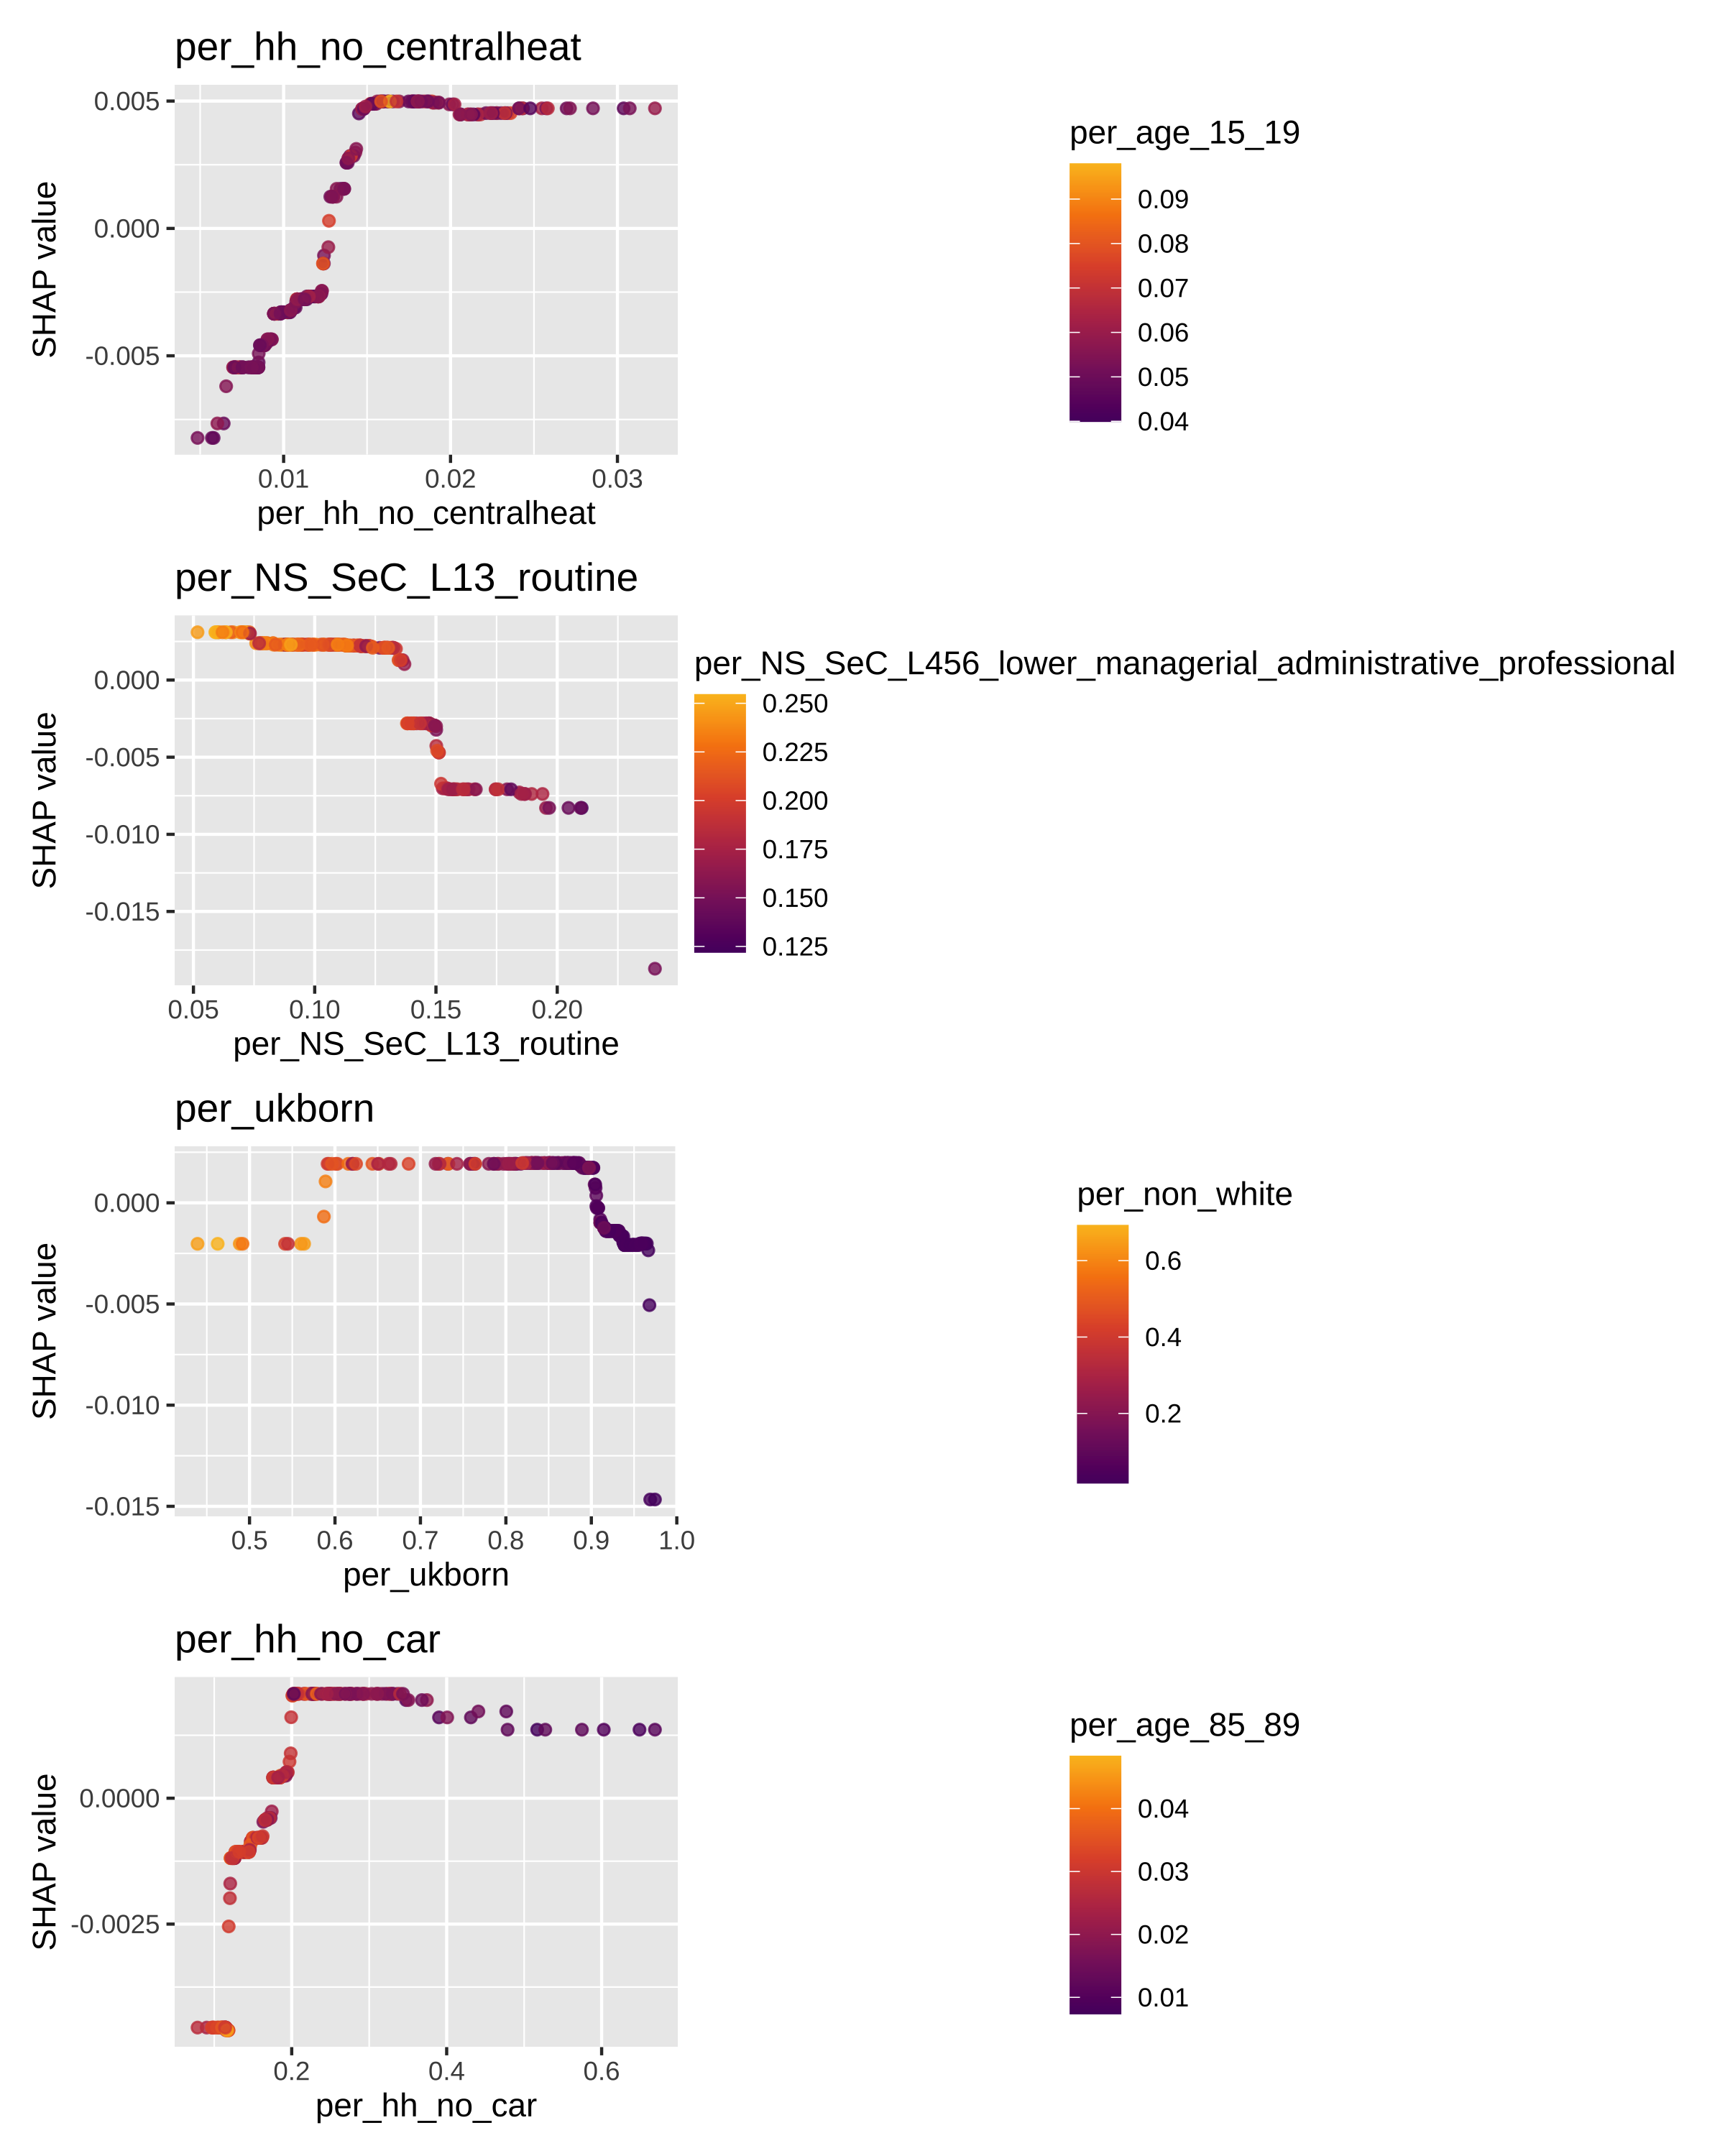 per_hh_no_centralheat
0.005
0.000
-0.005
SHAP value
0.01 0.02 0.03
per_hh_no_centralheat
per_age_15_19
0.09
0.08
0.07
0.06
0.05
0.04
per_NS_SeC_L13_routine
0.000
-0.005
-0.010
-0.015
SHAP value
0.05 0.10 0.15 0.20
per_NS_SeC_L13_routine
per_NS_SeC_L456_lower_managerial_administrative_professional
0.250
0.225
0.200
0.175
0.150
0.125
per_ukborn
0.000
-0.005
-0.010
-0.015
SHAP value
0.5 0.6 0.7 0.8 0.9 1.0
per_ukborn
per_non_white
0.6
0.4
0.2
per_hh_no_car
0.0000
-0.0025
SHAP value
0.2 0.4 0.6
per_hh_no_car
per_age_85_89
0.04
0.03
0.02
0.01